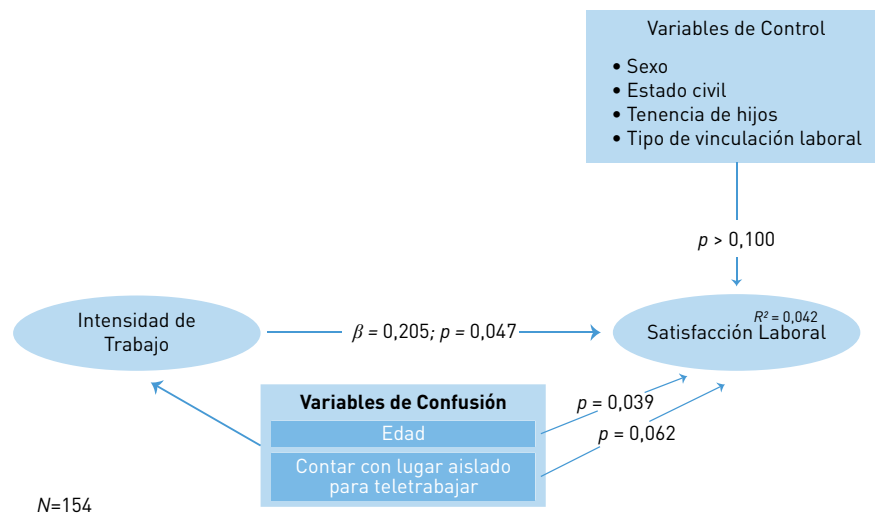 Variables de Control
• Sexo
• Estado civil
• Tenencia de hijos
• Tipo de vinculación laboral
p > 0,100
Intensidad de
Trabajo
β = 0,205; p = 0,047
R² = 0,042
Satisfacción Laboral
Variables de Confusión
Edad
Contar con lugar aislado
para teletrabajar
p = 0,039
p = 0,062
N=154